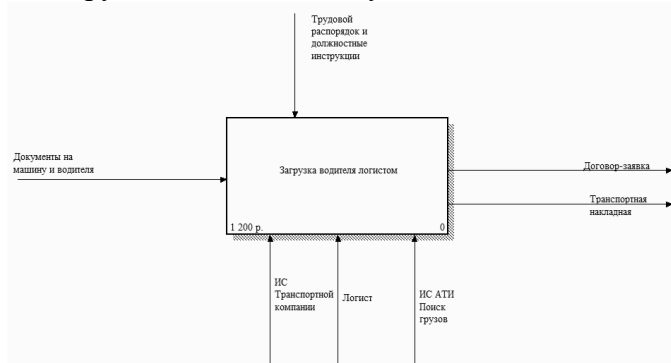 Трудовой
распорядок и
должностные
инструкции
Документы на
машину и водителя
Загрузка водителя логистом
Договор-заявка
Транспортная
накладная
1 200 р.
0
ИС
Транспортной
компании
Логист
ИС АТИ
Поиск
грузов